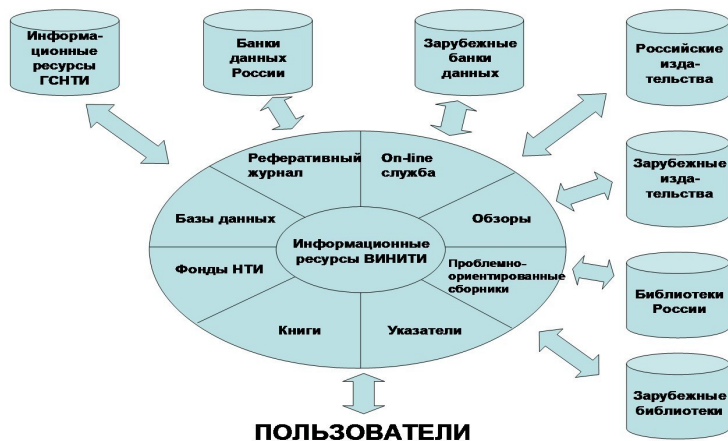 Информа-
ционные
ресурсы
ГСНТИ
Банки
данных
России
Зарубежные
банки
данных
Российские
изда-
тельства
Реферативный
журнал
On-line
служба
Зарубежные
изда-
тельства
Базы данных
Обзоры
Информационные
ресурсы ВИНИТИ
Фонды НТИ
Проблемно-
ориентированные
сборники
Библиотеки
России
Книги
Указатели
Зарубежные
библиотеки
ПОЛЬЗОВАТЕЛИ